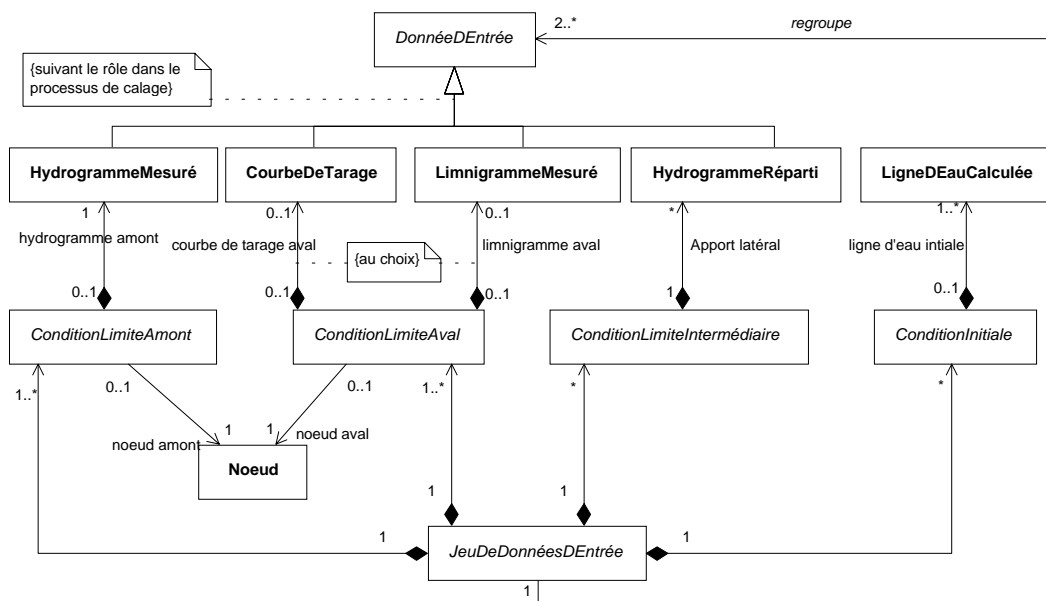 2..*
regroupe
DonnéeDEntrée
{suivant le rôle dans le
processus de calage}
HydrogrammeMesuré
CourbeDeTarage
LimnigrammeMesuré
HydrogrammeRéparti
LigneDEauCalculée
1
0..1
0..1
*
1..*
hydrogramme amont
courbe de tarage aval
limnigramme aval
Apport latéral
ligne d'eau intiale
{au choix}
0..1
0..1
0..1
1
0..1
ConditionLimiteAmont
ConditionLimiteAval
ConditionLimiteIntermédiaire
ConditionInitiale
1..*
0..1
0..1
1..*
*
*
1
1
noeud amont
noeud aval
Noeud
1
1
1
1
JeuDeDonnéesDEntrée
1